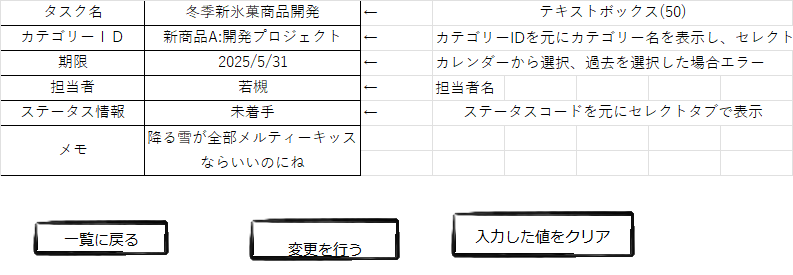 タスク名 冬季新氷菓商品開発 ← テキストボックス(50)
カテゴリーＩＤ 新商品A:開発プロジェクト ← カテゴリーIDを元にカテゴリー名を表示し、セレクト
期限 2025/5/31 ← カレンダーから選択、過去を選択した場合エラー
担当者 若槻 ← 担当者名
ステータス情報 未着手 ← ステータスコードを元にセレクトタブで表示
メモ 降る雪が全部メルティーキッス
ならいいのにね
一覧に戻る 変更を行う 入力した値をクリア